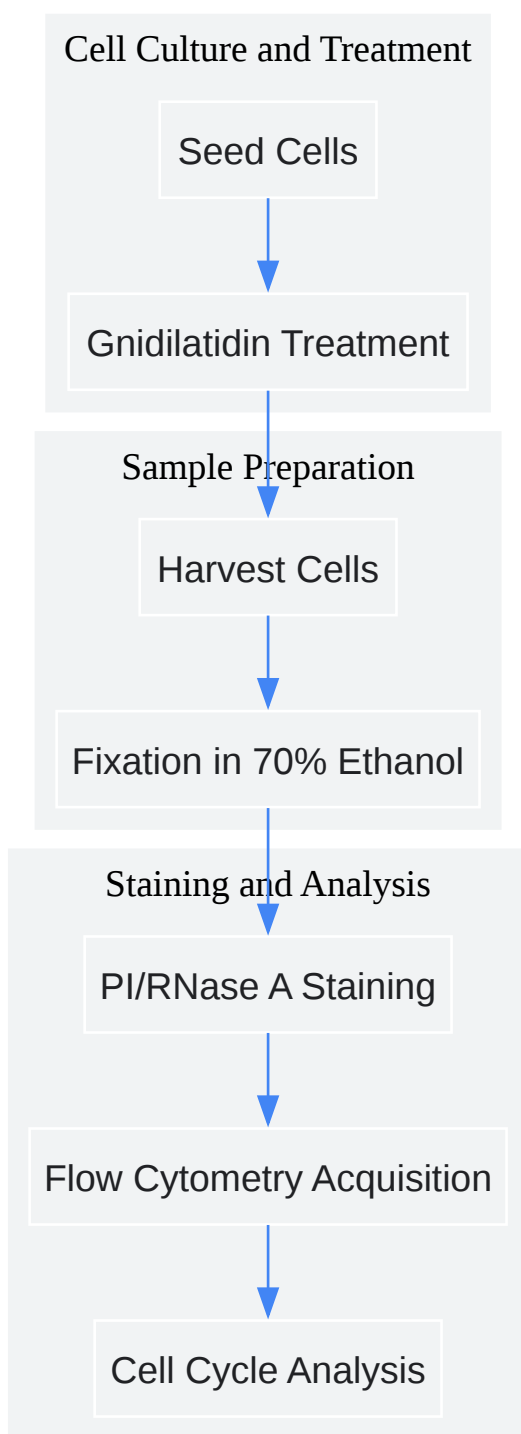 Cell Culture and Treatment
Seed Cells
Gnidilatidin Treatment
Sample Preparation
Harvest Cells
Fixation in 70% Ethanol
Staining and Analysis
PI/RNase A Staining
Flow Cytometry Acquisition
Cell Cycle Analysis